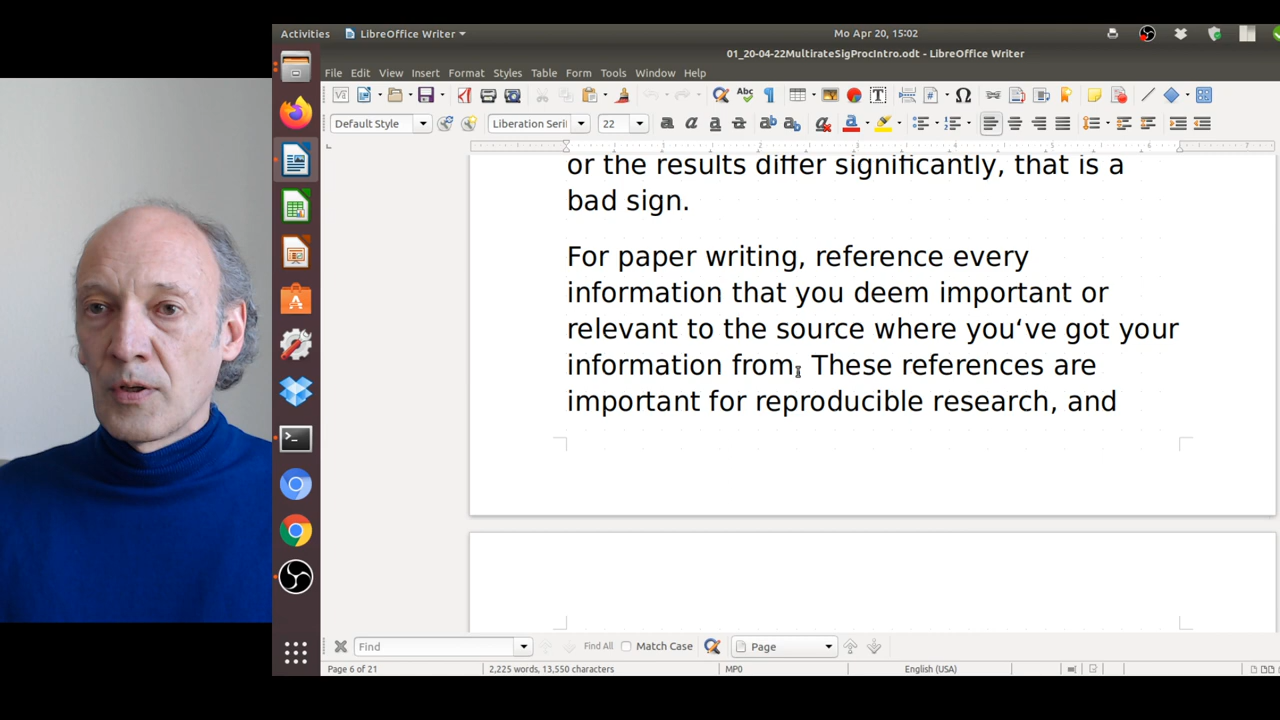 Activities
LibreOffice Writer
Mo Apr 20, 15:02
01_20-04-22MultirateSigProcIntro.odt - LibreOffice Writer
File Edit View Insert Format Styles Table Form Tools Window Help
Default Style
Liberation Seri
22
or the results differ significantly, that is a
bad sign.
For paper writing, reference every
information that you deem important or
relevant to the source where you‘ve got your
information from. These references are
important for reproducible research, and
Find
Find All
Match Case
Page
Page 6 of 21
2,225 words, 13,550 characters
MP0
English (USA)